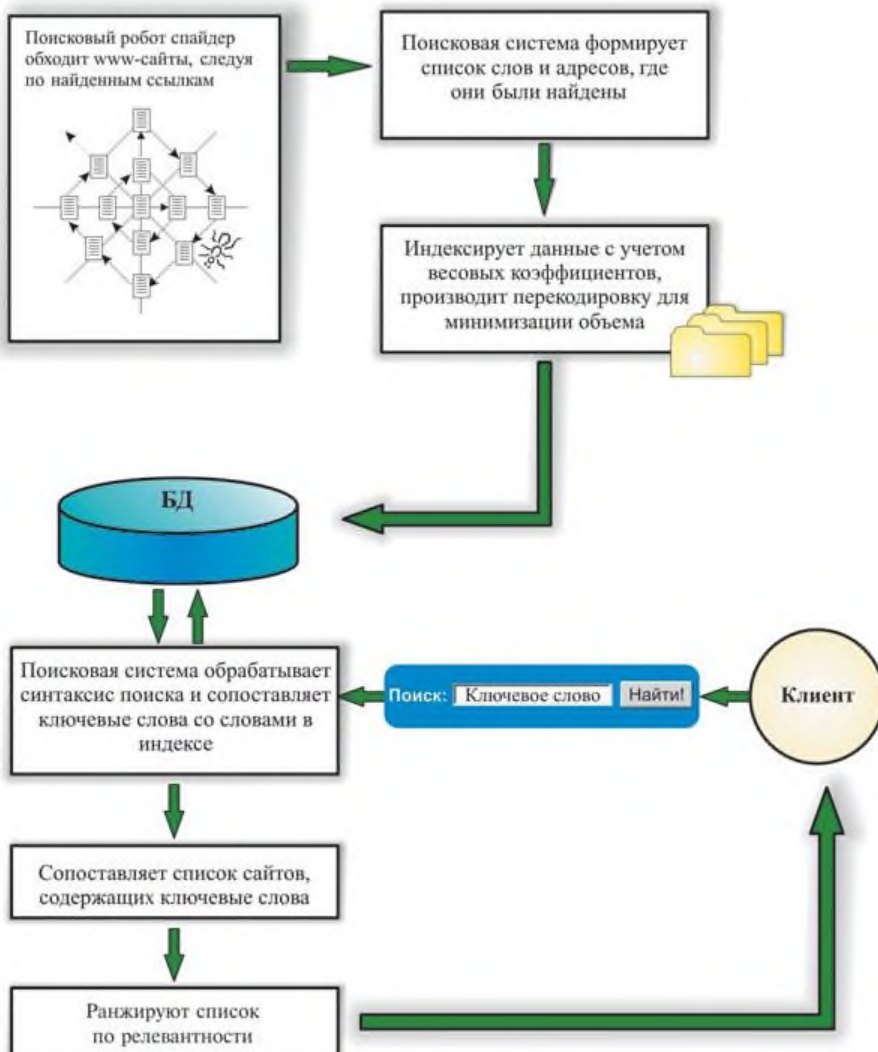 Поисковый робот спайдер
обходит www-сайты, следуя
по найденным ссылкам
Поисковая система формирует
список слов и адресов, где
они были найдены
Индексирует данные с учетом
весовых коэффициентов,
производит перекодировку для
минимизации объема
БД
Поисковая система обрабатывает
синтаксис поиска и сопоставляет
ключевые слова со словами в
индексе
Поиск: Ключевое слово Найти!
Клиент
Сопоставляет список сайтов,
содержащих ключевые слова
Ранжируют список
по релевантности